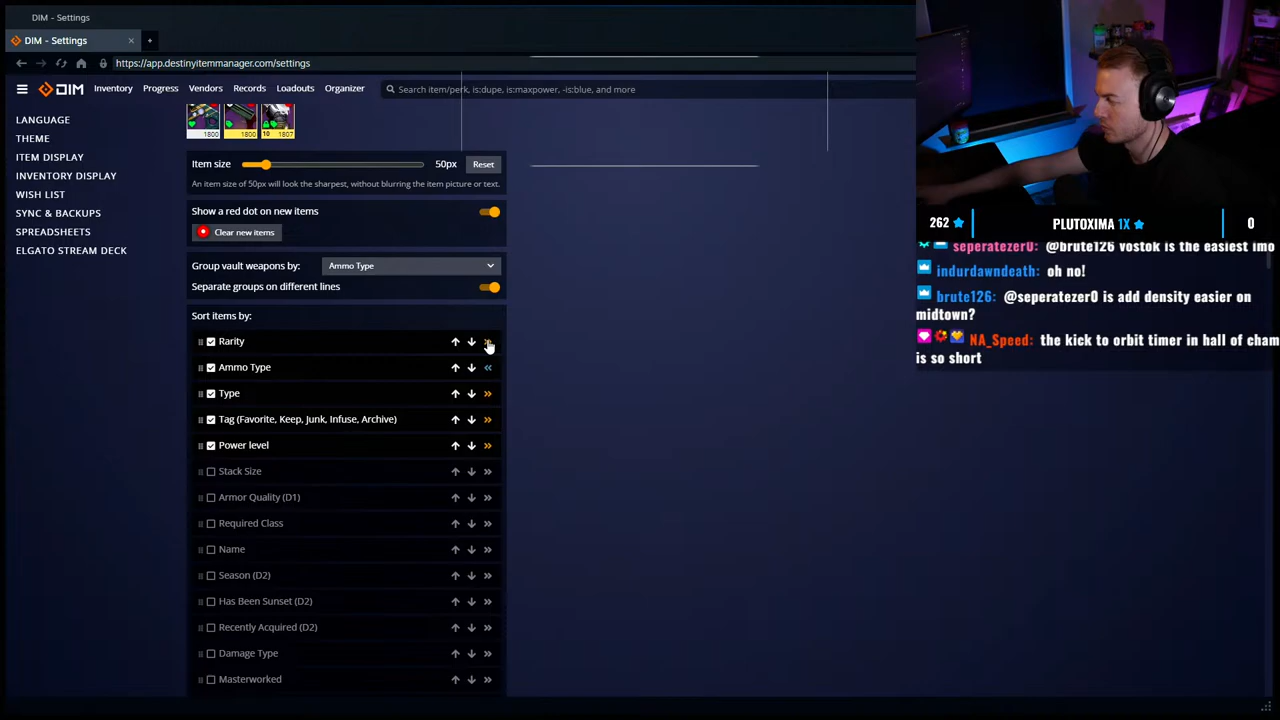 DIM - Settings
DIM - Settings
https://app.destinyitemmanager.com/settings
DIM
Inventory
Progress
Vendors
Records
Loadouts
Organizer
Search item/perk, is:dupe, is:maxpower, -is:blue, and more
LANGUAGE
THEME
ITEM DISPLAY
INVENTORY DISPLAY
WISH LIST
SYNC & BACKUPS
SPREADSHEETS
ELGATO STREAM DECK
1800
1800
10 1807
Item size
50px
Reset
An item size of 50px will look the sharpest, without blurring the item picture or text.
Show a red dot on new items
Clear new items
Group vault weapons by:
Ammo Type
Separate groups on different lines
Sort items by:
Rarity
Ammo Type
Type
Tag (Favorite, Keep, Junk, Infuse, Archive)
Power level
Stack Size
Armor Quality (D1)
Required Class
Name
Season (D2)
Has Been Sunset (D2)
Recently Acquired (D2)
Damage Type
Masterworked
262
PLUTOXIMA 1X
0
seperatezer0: @brute126 vostok is the easiest imo
indurdawndeath: oh no!
brute126: @seperatezer0 is add density easier on
midtown?
NA_Speed: the kick to orbit timer in hall of cham
is so short